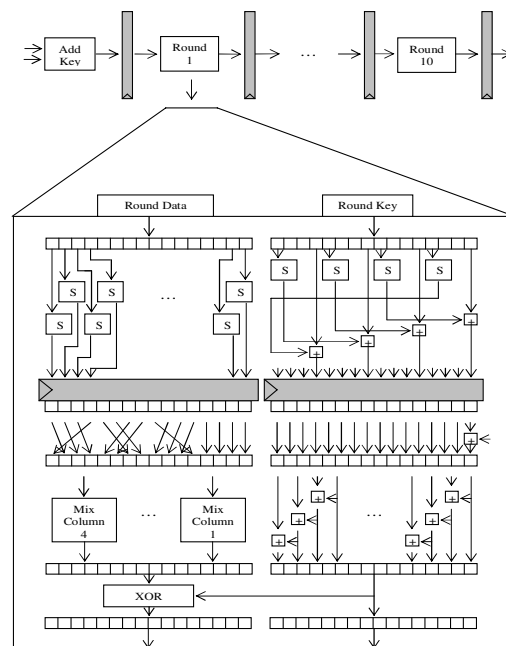 Add
Key
Round
1
...
Round
10
Round Data
Round Key
S
S
S
S
S
S
S
...
S
S
S
+
+
+
+
+
Mix
Column
4
...
Mix
Column
1
+
+
+
...
+
+
+
XOR